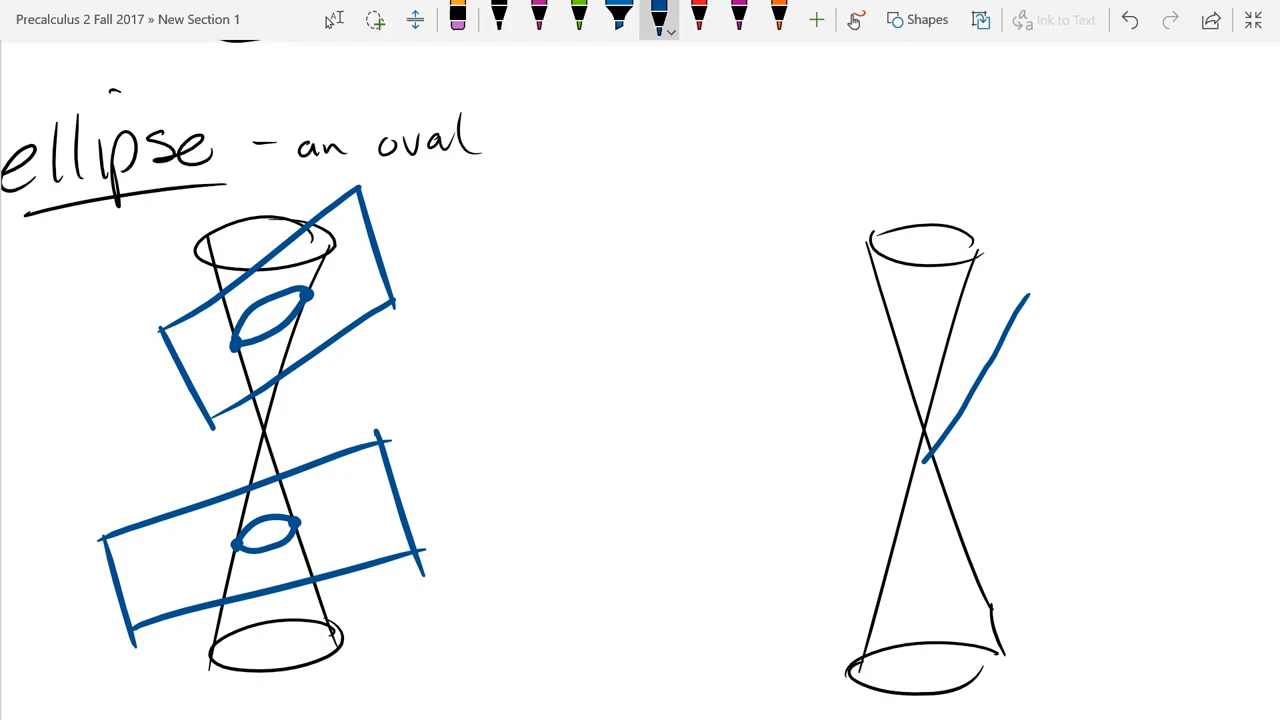 Precalculus 2 Fall 2017 » New Section 1
Shapes
Ink to Text
ellipse - an oval